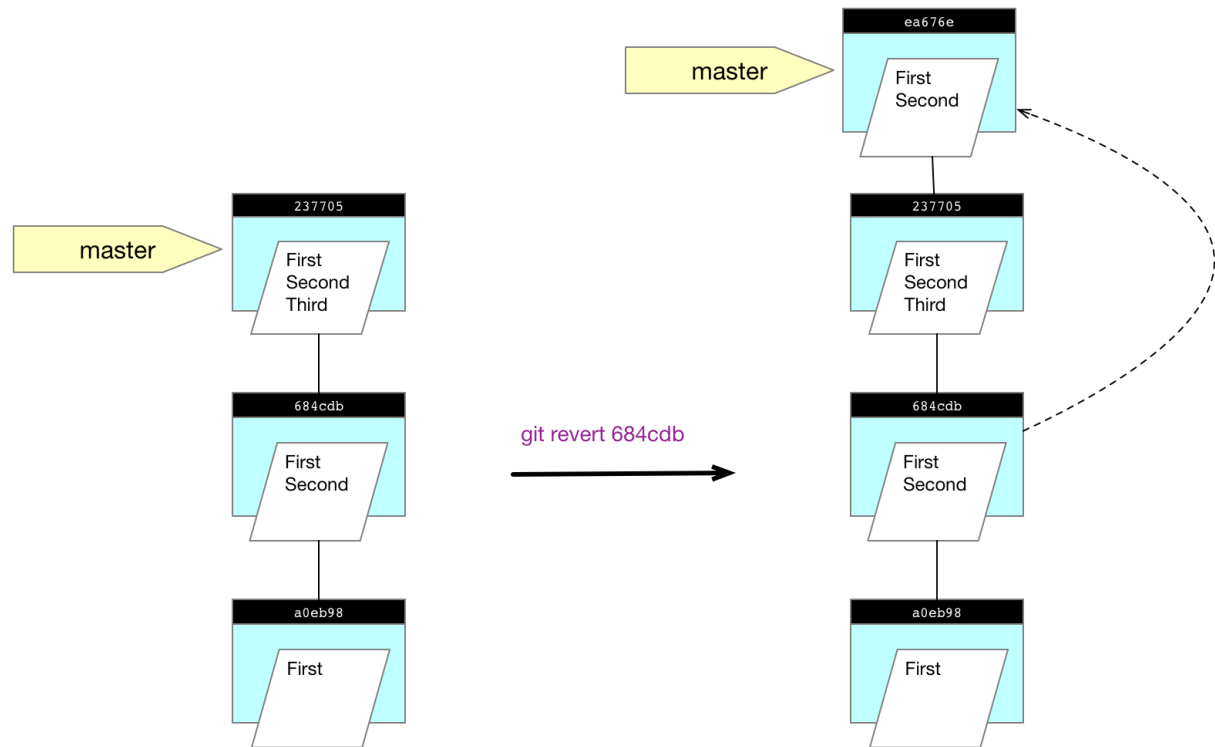 master
237705
First
Second
Third
684cdb
First
Second
a0eb98
First
git revert 684cdb
master
ea676e
First
Second
237705
First
Second
Third
684cdb
First
Second
a0eb98
First